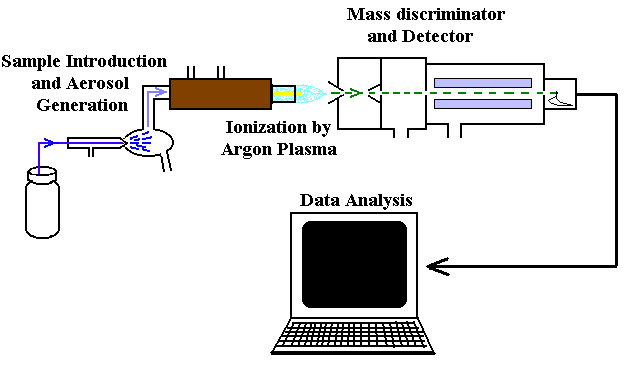 Mass discriminator
and Detector
Sample Introduction
and Aerosol
Generation
Ionization by
Argon Plasma
Data Analysis